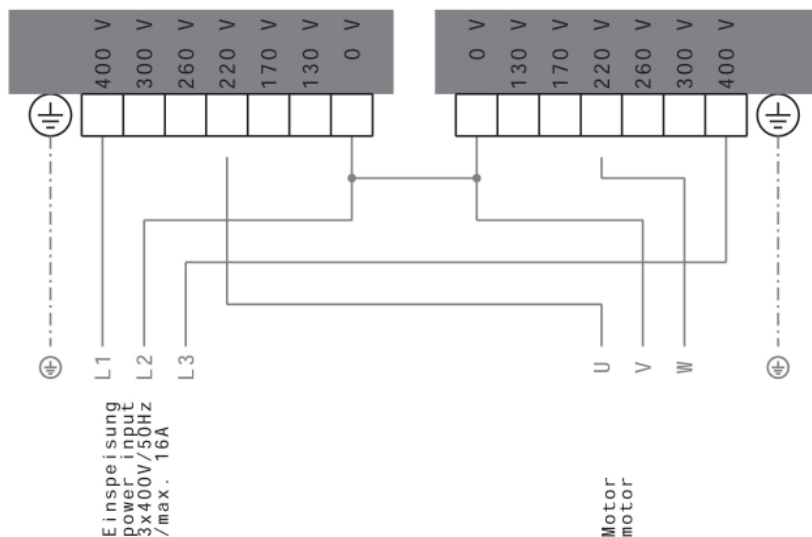 400 V
300 V
260 V
220 V
170 V
130 V
0 V
0 V
130 V
170 V
220 V
260 V
300 V
400 V
L1
L2
L3
U
V
W
Einspeisung
power input
3x400V/50Hz
/max. 16A
Motor
motor